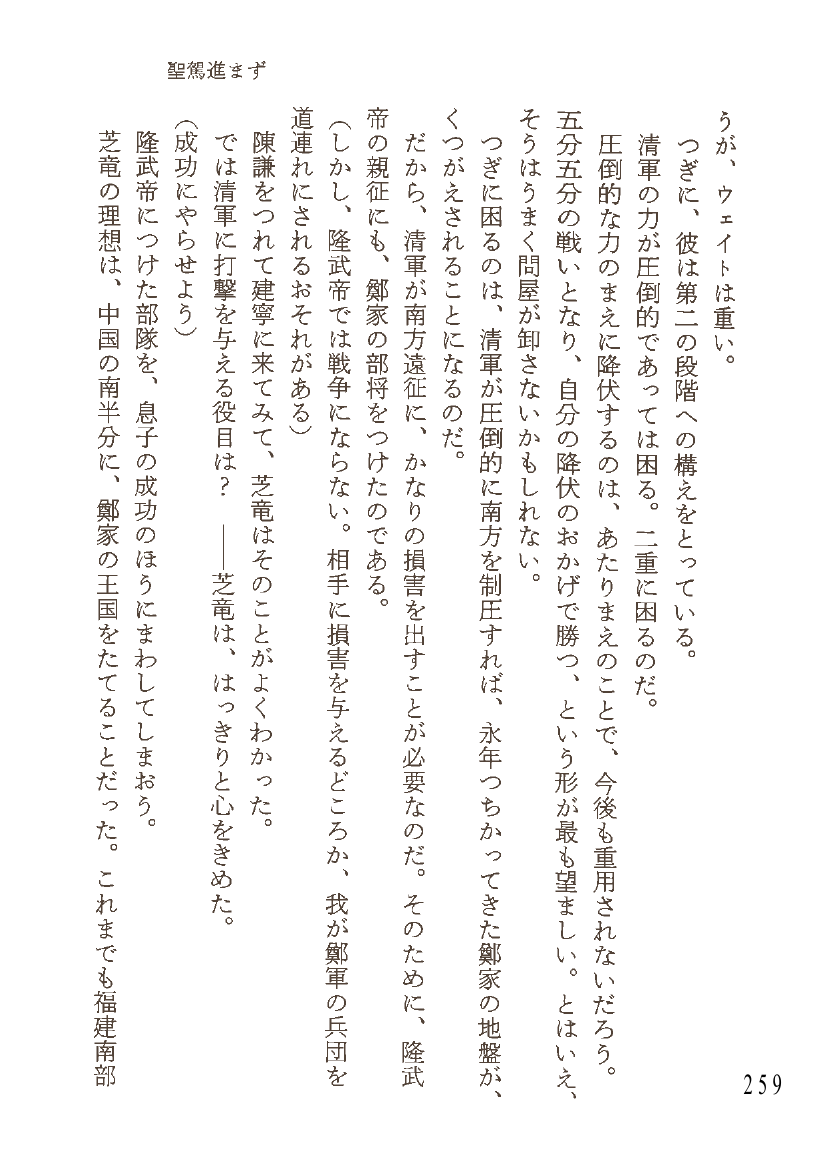 聖駕進まず
うが、ウェイトは重い。
つぎに、彼は第二の段階への構えをとっている。
清軍の力が圧倒的であっては困る。二重に困るのだ。
圧倒的な力のまえに降伏するのは、あたりまえのことで、今後も重用されないだろう。
五分五分の戦いとなり、自分の降伏のおかげで勝つ、という形が最も望ましい。とはいえ、
そうはうまく問屋が卸さないかもしれない。
つぎに困るのは、清軍が圧倒的に南方を制圧すれば、永年つちかってきた鄭家の地盤が、
くつがえされることになるのだ。
だから、清軍が南方遠征に、かなりの損害を出すことが必要なのだ。そのために、隆武
帝の親征にも、鄭家の部将をつけたのである。
（しかし、隆武帝では戦争にならない。相手に損害を与えるどころか、我が鄭軍の兵団を
道連れにされるおそれがある）
陳謙をつれて建寧に来てみて、芝竜はそのことがよくわかった。
では清軍に打撃を与える役目は？　――芝竜は、はっきりと心をきめた。
（成功にやらせよう）
隆武帝につけた部隊を、息子の成功のほうにまわしてしまおう。
芝竜の理想は、中国の南半分に、鄭家の王国をたてることだった。これまでも福建南部
259